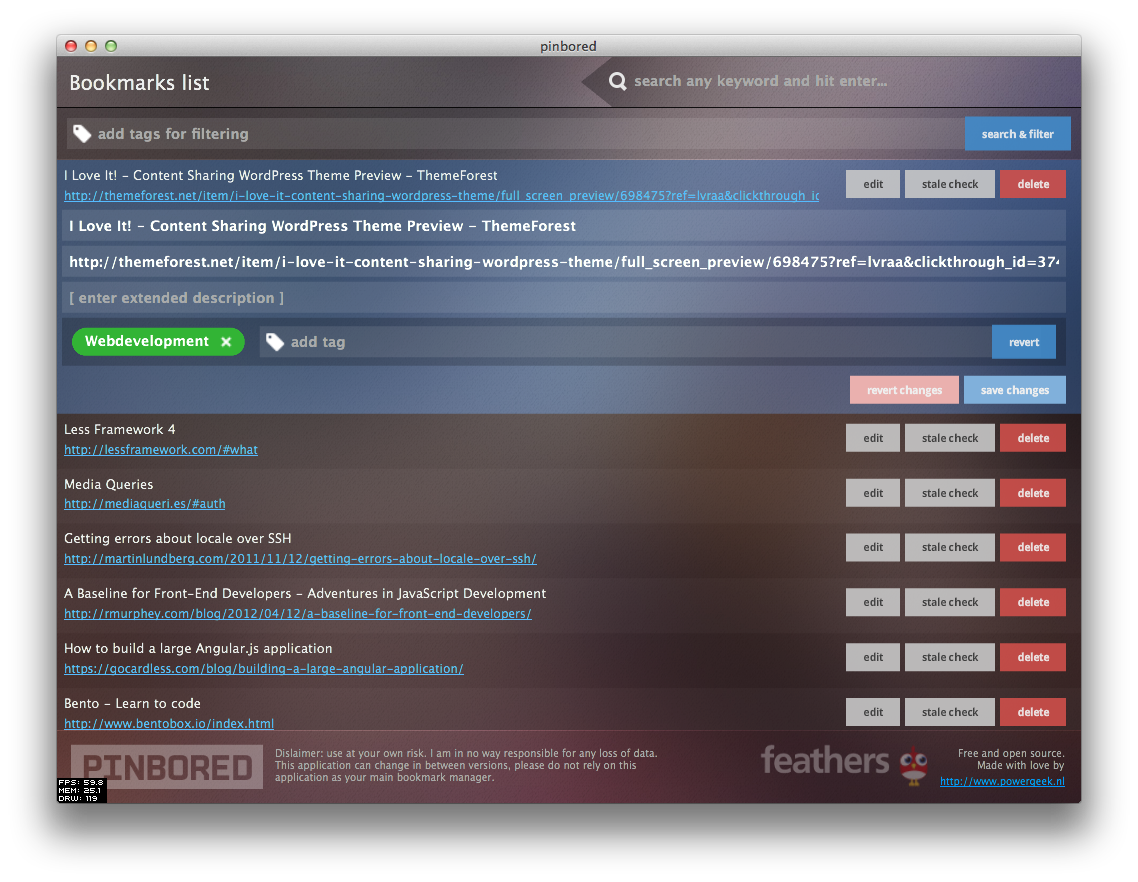 pinbored
Bookmarks list
search any keyword and hit enter...
add tags for filtering
search & filter
I Love It! - Content Sharing WordPress Theme Preview - ThemeForest
http://themeforest.net/item/i-love-it-content-sharing-wordpress-theme/full_screen_preview/698475?ref=lvraa&clickthrough_ic
edit
stale check
delete
I Love It! - Content Sharing WordPress Theme Preview - ThemeForest
http://themeforest.net/item/i-love-it-content-sharing-wordpress-theme/full_screen_preview/698475?ref=lvraa&clickthrough_id=374
[ enter extended description ]
Webdevelopment ×
add tag
revert
revert changes
save changes
Less Framework 4
http://lessframework.com/#what
edit
stale check
delete
Media Queries
http://mediaqueri.es/#auth
edit
stale check
delete
Getting errors about locale over SSH
http://martinlundberg.com/2011/11/12/getting-errors-about-locale-over-ssh/
edit
stale check
delete
A Baseline for Front-End Developers - Adventures in JavaScript Development
http://rmurphey.com/blog/2012/04/12/a-baseline-for-front-end-developers/
edit
stale check
delete
How to build a large Angular.js application
https://gocardless.com/blog/building-a-large-angular-application/
edit
stale check
delete
Bento - Learn to code
http://www.bentobox.io/index.html
edit
stale check
delete
PINBORED
Dislaimer: use at your own risk. I am in no way responsible for any loss of data.
This application can change in between versions, please do not rely on this
application as your main bookmark manager.
feathers
Free and open source.
Made with love by
http://www.powergeek.nl
FPS: 59.8
MEM: 25.1
DRW: 119